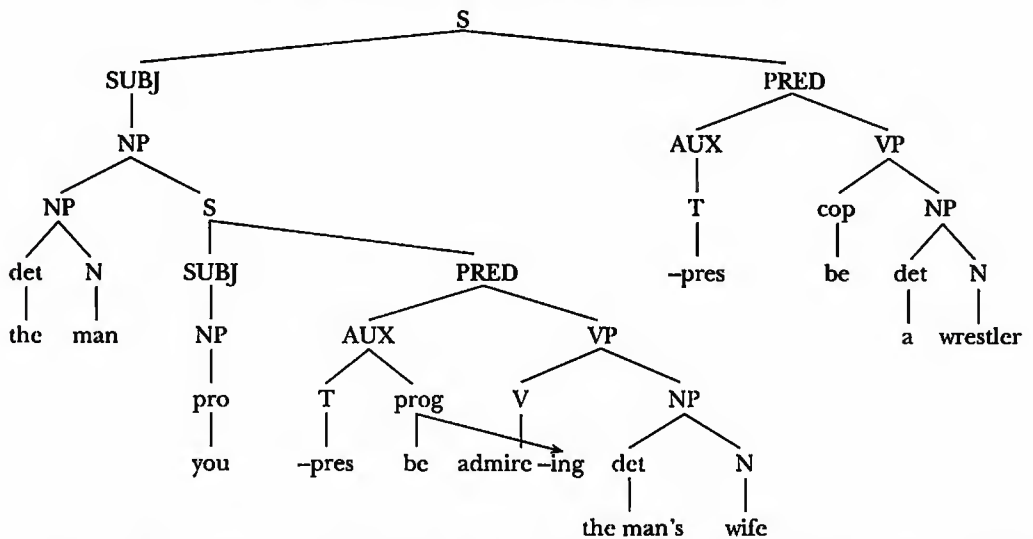 S
SUBJ PRED
NP AUX VP
NP S T cop NP
det N SUBJ PRED –pres be det N
the man NP AUX VP a wrestler
pro T prog V NP
you –pres be admire –ing det N
the man's wife